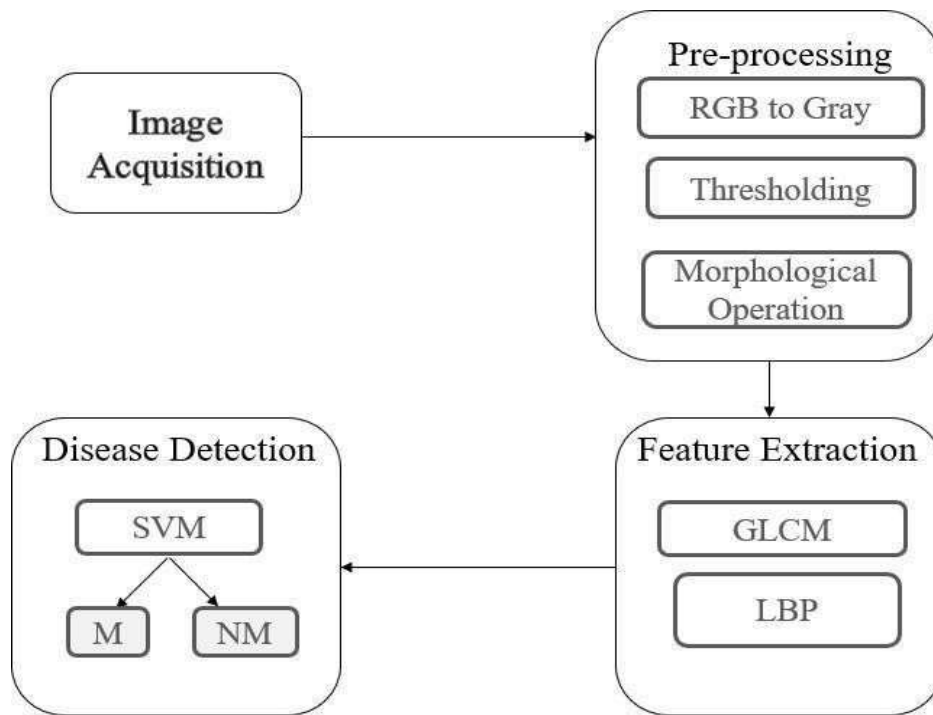 Image
Acquisition
Pre-processing
RGB to Gray
Thresholding
Morphological
Operation
Feature Extraction
GLCM
LBP
Disease Detection
SVM
M
NM